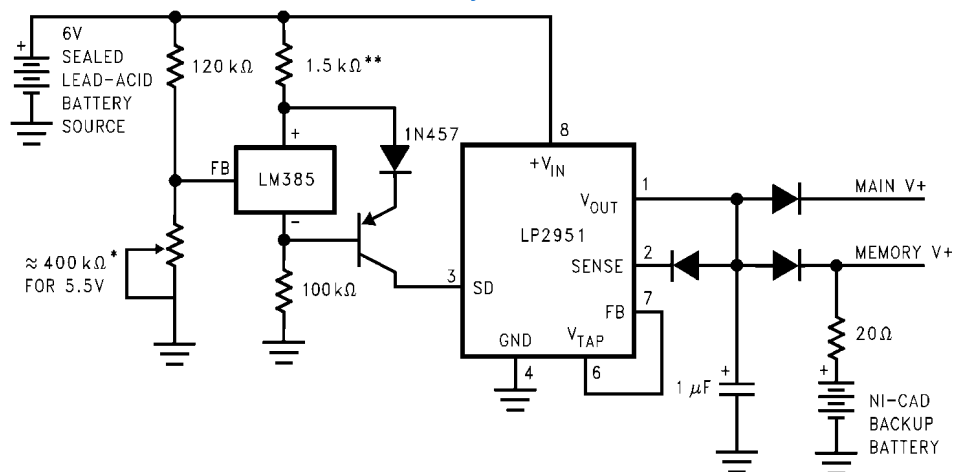 6V
SEALED
LEAD-ACID
BATTERY
SOURCE
+
120 kΩ
1.5 kΩ**
1N457
FB
+
LM385
-
≈ 400 kΩ*
FOR 5.5V
100 kΩ
8
+VIN
VOUT
1
LP2951
SENSE
2
3
SD
FB
7
GND
VTAP
4
6
MAIN V+
MEMORY V+
20Ω
+
1 μF
+
NI-CAD
BACKUP
BATTERY